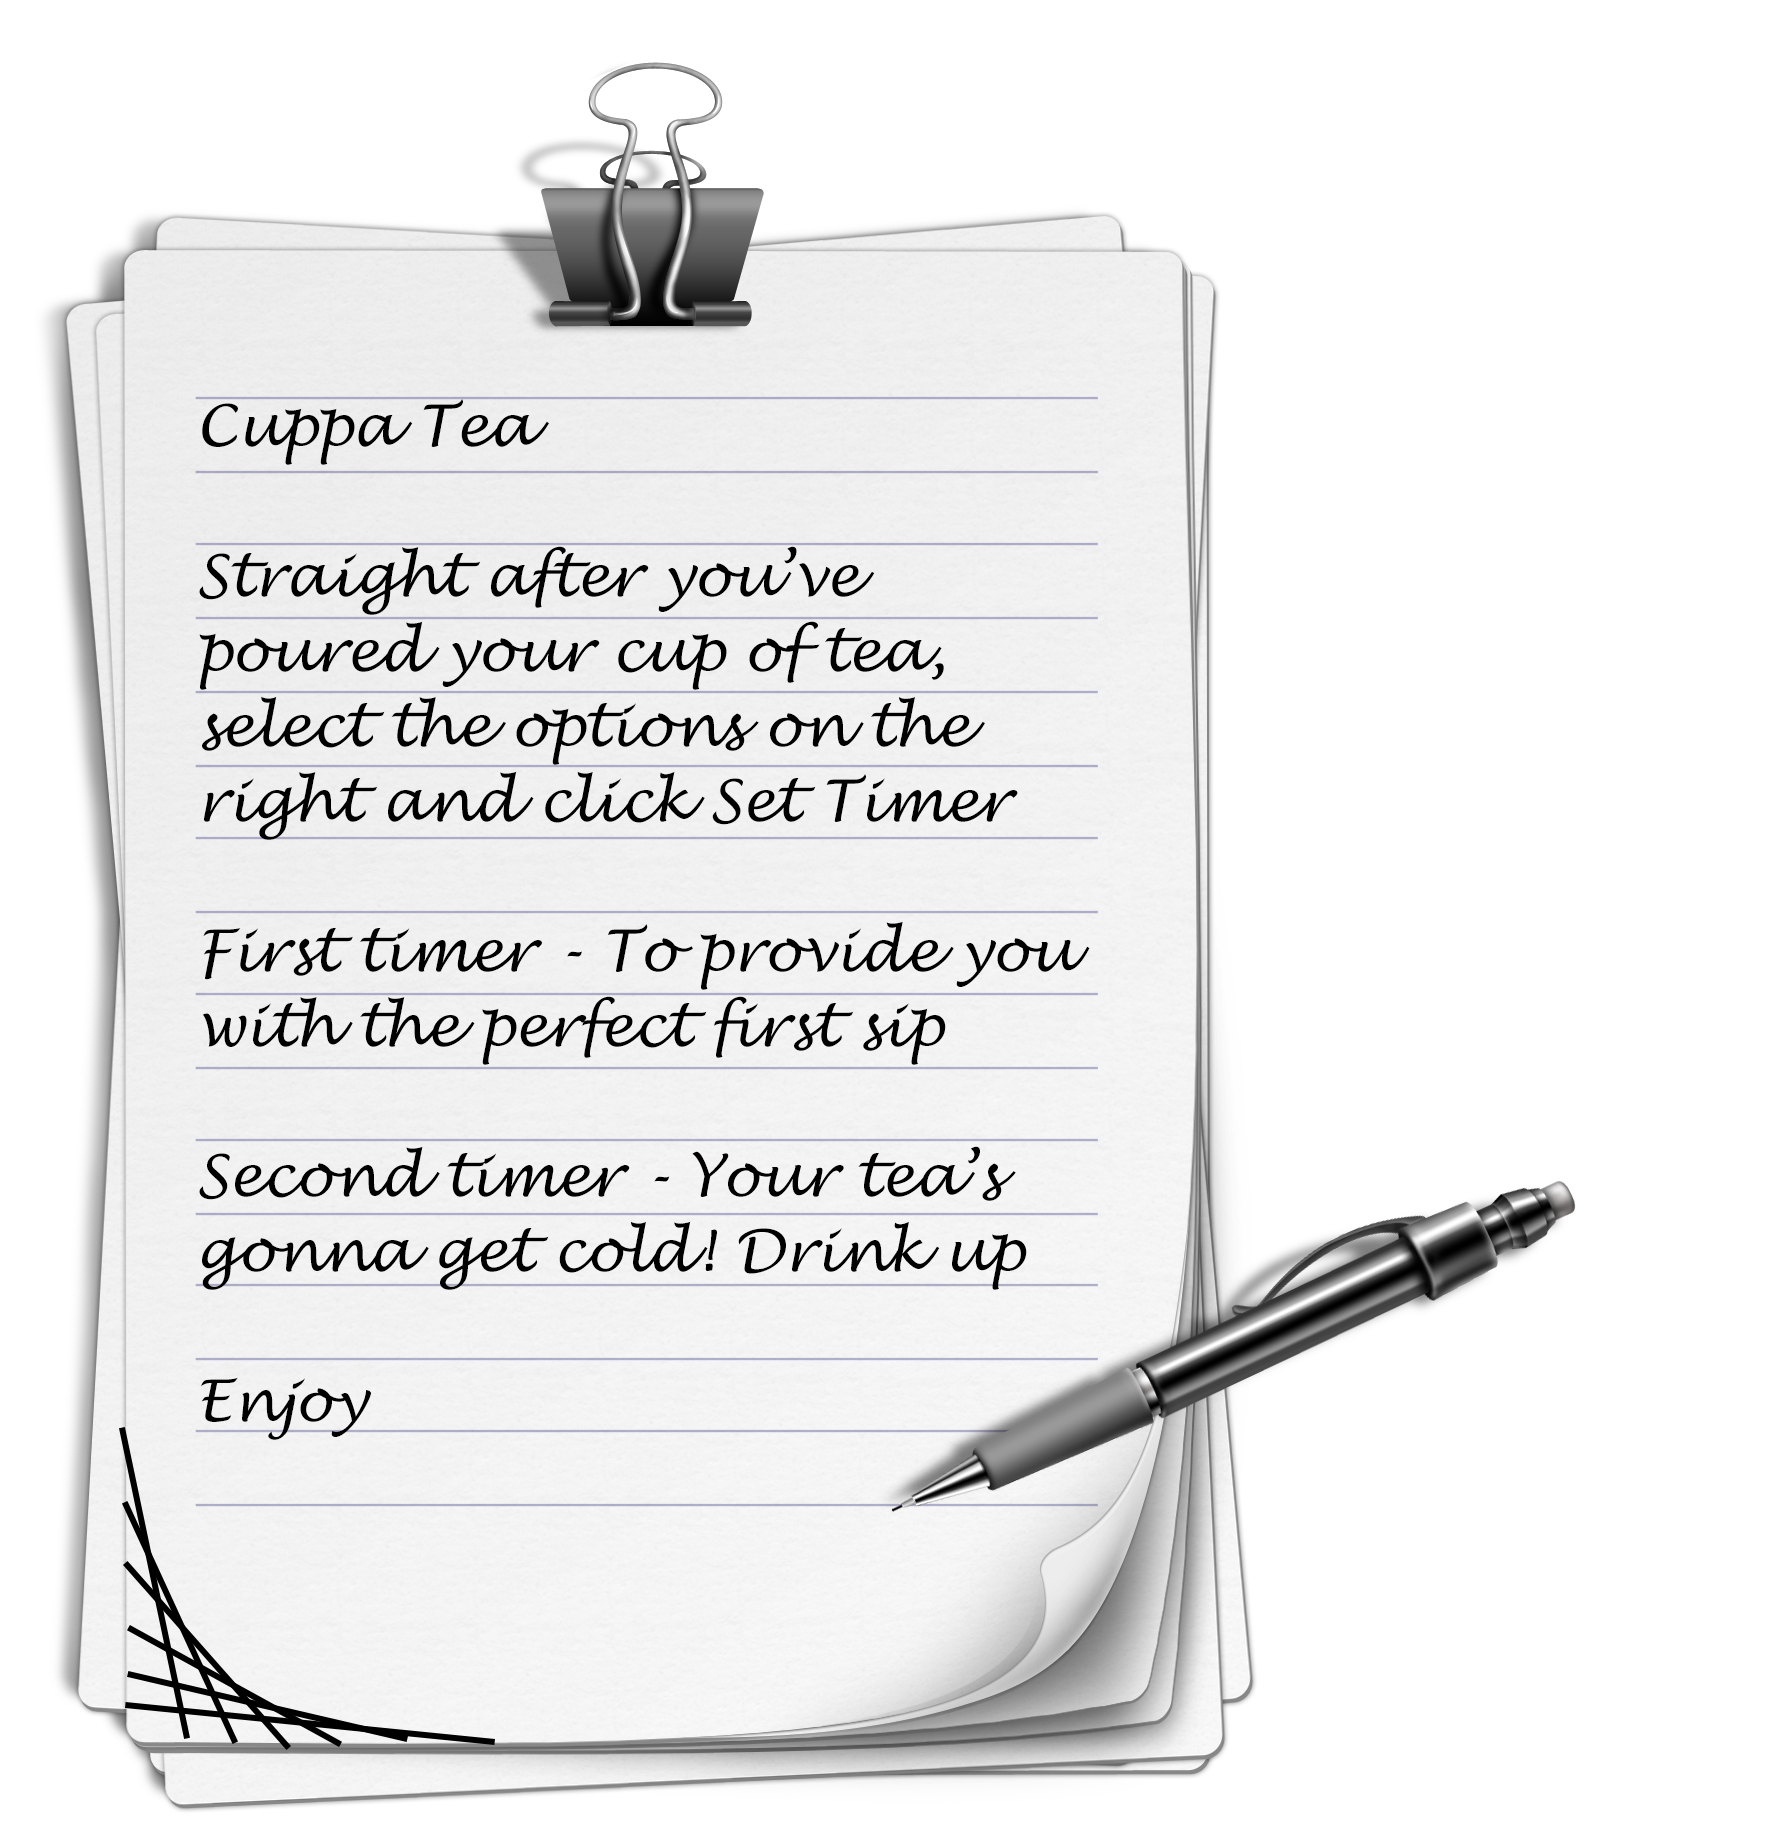 Cuppa Tea
Straight after you’ve
poured your cup of tea,
select the options on the
right and click Set Timer
First timer - To provide you
with the perfect first sip
Second timer - Your tea’s
gonna get cold! Drink up
Enjoy